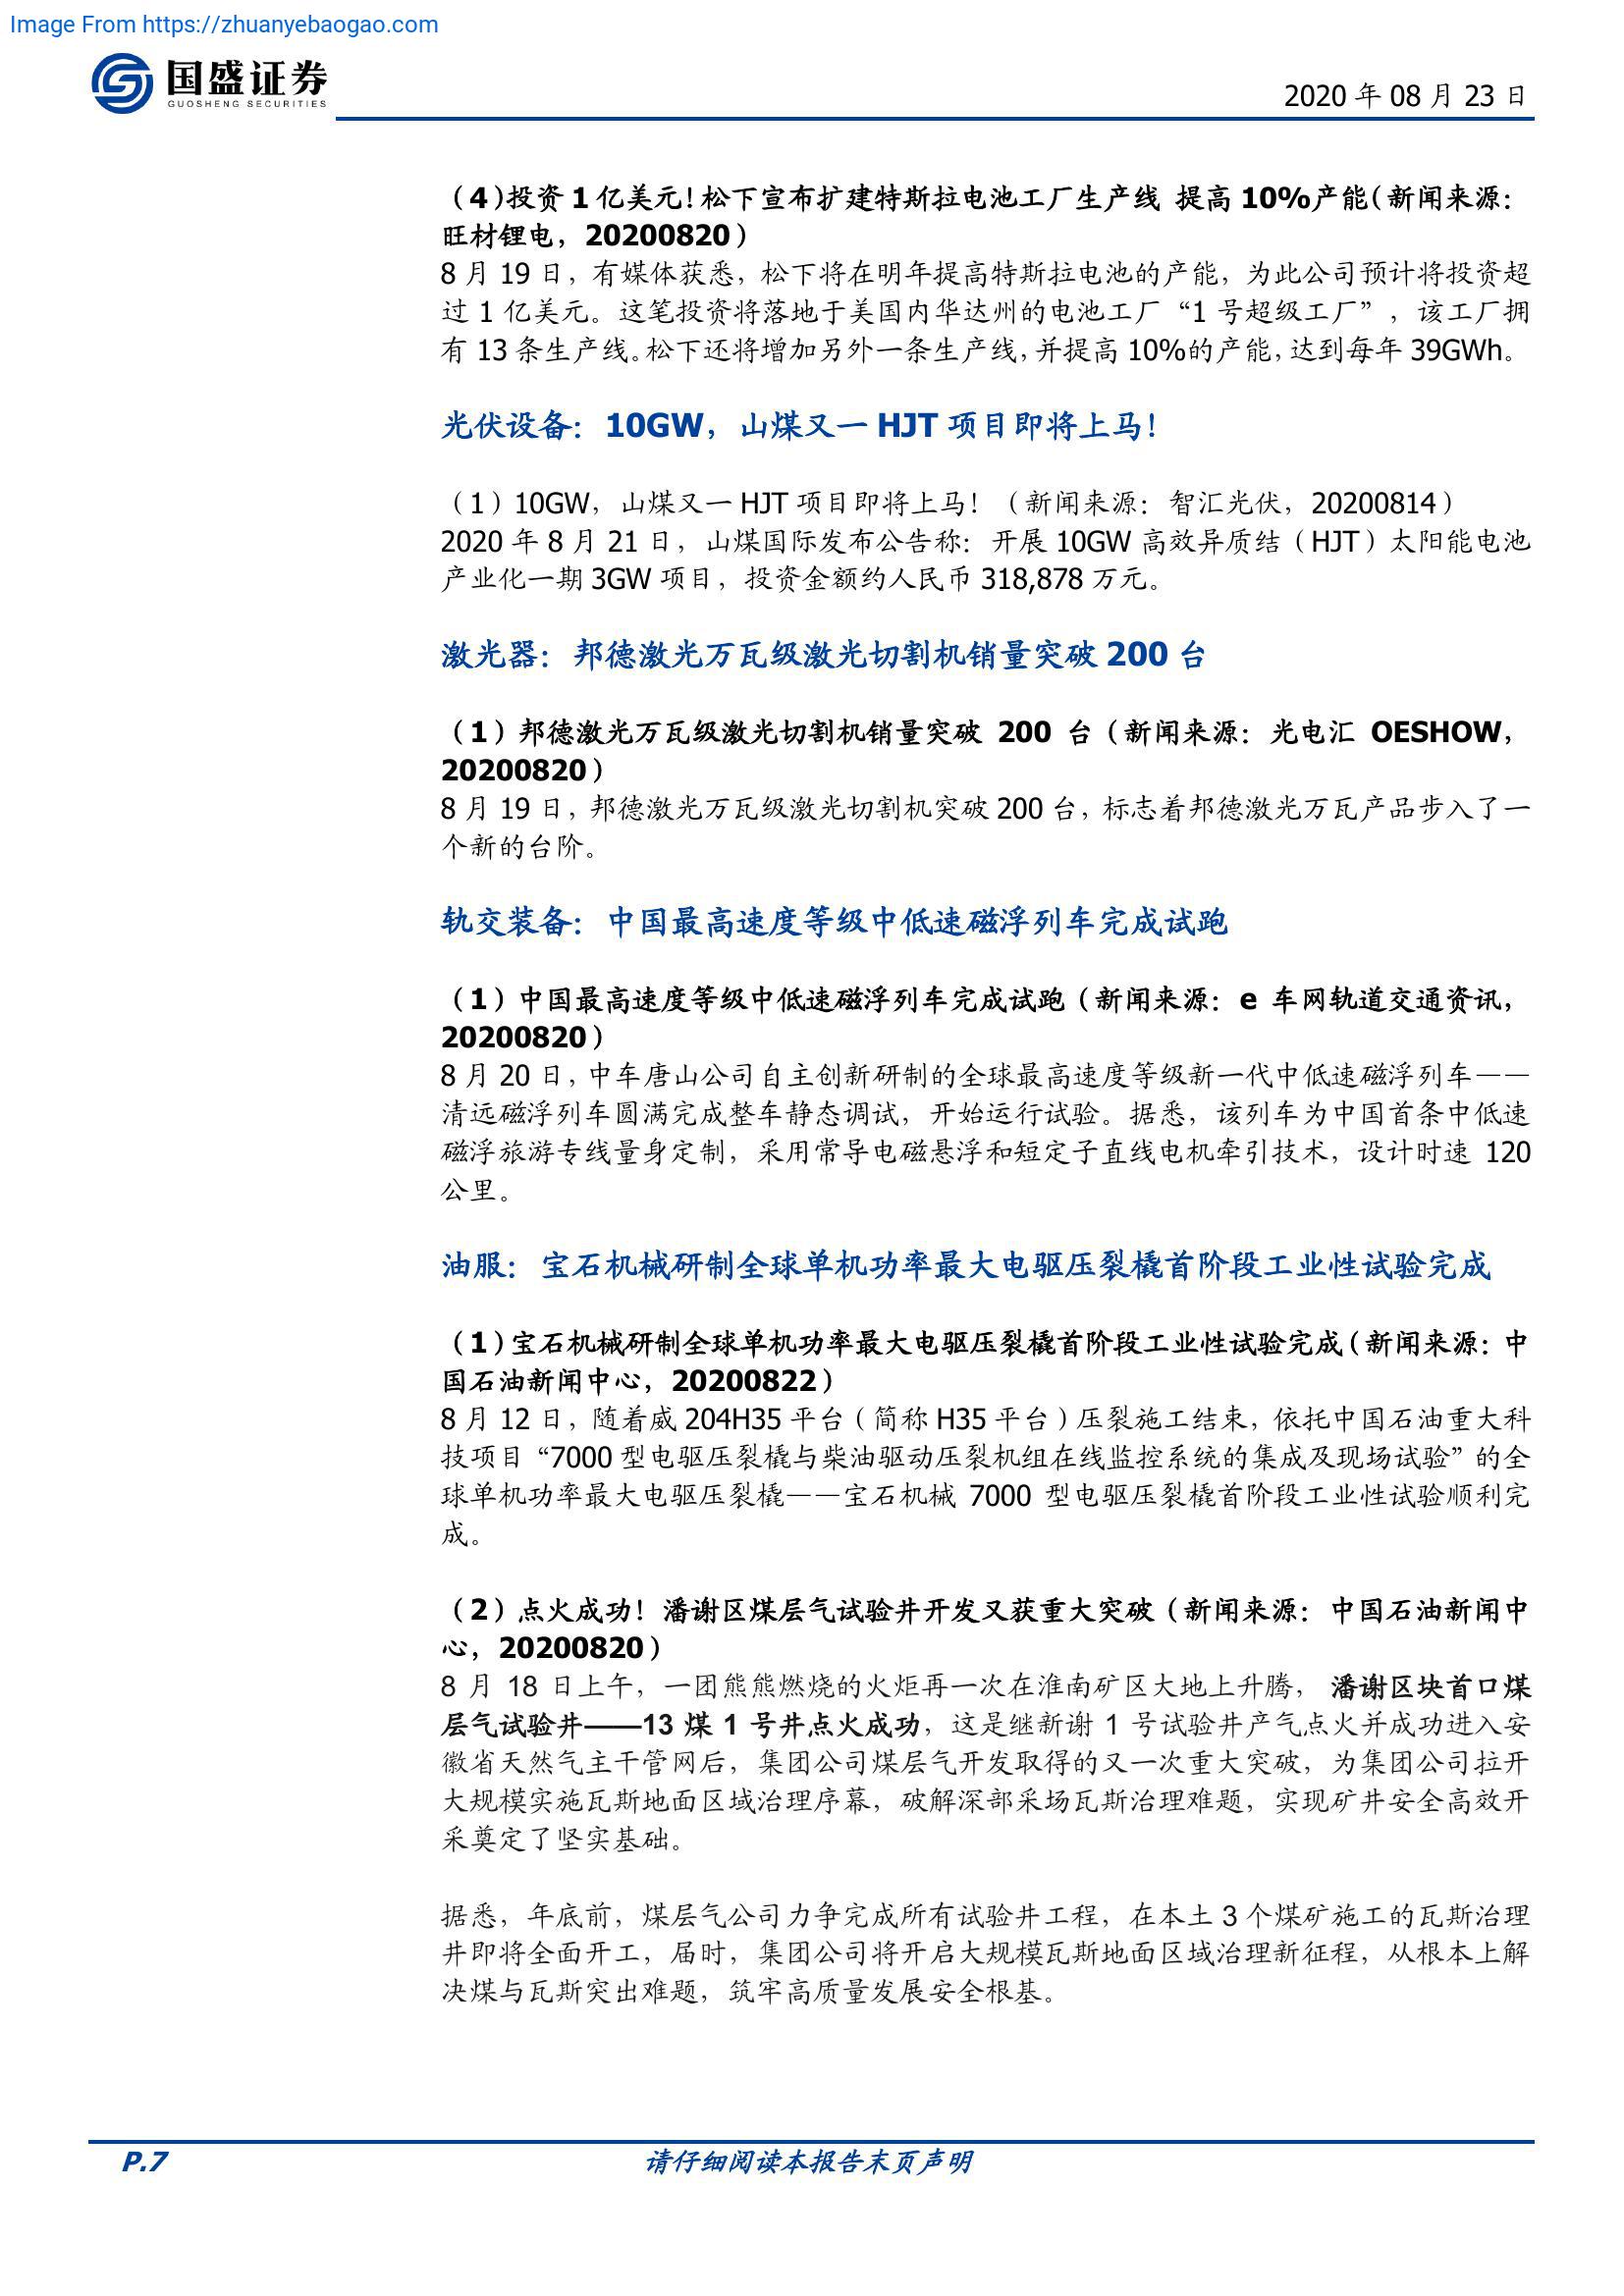 Image From https://zhuanyebaogao.com
国盛证券
GUOSHENG SECURITIES
2020 年 08 月 23 日
（4）投资 1 亿美元！松下宣布扩建特斯拉电池工厂生产线 提高 10%产能（新闻来源：
旺材锂电，20200820）
8 月 19 日，有媒体获悉，松下将在明年提高特斯拉电池的产能，为此公司预计将投资超
过 1 亿美元。这笔投资将落地于美国内华达州的电池工厂“1 号超级工厂”，该工厂拥
有 13 条生产线。松下还将增加另外一条生产线，并提高 10%的产能，达到每年 39GWh。
光伏设备：10GW，山煤又一 HJT 项目即将上马！
（1）10GW，山煤又一 HJT 项目即将上马！（新闻来源：智汇光伏，20200814）
2020 年 8 月 21 日，山煤国际发布公告称：开展 10GW 高效异质结（HJT）太阳能电池
产业化一期 3GW 项目，投资金额约人民币 318,878 万元。
激光器：邦德激光万瓦级激光切割机销量突破 200 台
（1）邦德激光万瓦级激光切割机销量突破 200 台（新闻来源：光电汇 OESHOW，
20200820）
8 月 19 日，邦德激光万瓦级激光切割机突破 200 台，标志着邦德激光万瓦产品步入了一
个新的台阶。
轨交装备：中国最高速度等级中低速磁浮列车完成试跑
（1）中国最高速度等级中低速磁浮列车完成试跑（新闻来源：e 车网轨道交通资讯，
20200820）
8 月 20 日，中车唐山公司自主创新研制的全球最高速度等级新一代中低速磁浮列车——
清远磁浮列车圆满完成整车静态调试，开始运行试验。据悉，该列车为中国首条中低速
磁浮旅游专线量身定制，采用常导电磁悬浮和短定子直线电机牵引技术，设计时速 120
公里。
油服：宝石机械研制全球单机功率最大电驱压裂橇首阶段工业性试验完成
（1）宝石机械研制全球单机功率最大电驱压裂橇首阶段工业性试验完成（新闻来源：中
国石油新闻中心，20200822）
8 月 12 日，随着威 204H35 平台（简称 H35 平台）压裂施工结束，依托中国石油重大科
技项目“7000 型电驱压裂橇与柴油驱动压裂机组在线监控系统的集成及现场试验”的全
球单机功率最大电驱压裂橇——宝石机械 7000 型电驱压裂橇首阶段工业性试验顺利完
成。
（2）点火成功！潘谢区煤层气试验井开发又获重大突破（新闻来源：中国石油新闻中
心，20200820）
8 月 18 日上午，一团熊熊燃烧的火炬再一次在淮南矿区大地上升腾，潘谢区块首口煤
层气试验井——13 煤 1 号井点火成功，这是继新谢 1 号试验井产气点火并成功进入安
徽省天然气主干管网后，集团公司煤层气开发取得的又一次重大突破，为集团公司拉开
大规模实施瓦斯地面区域治理序幕，破解深部采场瓦斯治理难题，实现矿井安全高效开
采奠定了坚实基础。
据悉，年底前，煤层气公司力争完成所有试验井工程，在本土 3 个煤矿施工的瓦斯治理
井即将全面开工，届时，集团公司将开启大规模瓦斯地面区域治理新征程，从根本上解
决煤与瓦斯突出难题，筑牢高质量发展安全根基。
P.7
请仔细阅读本报告末页声明